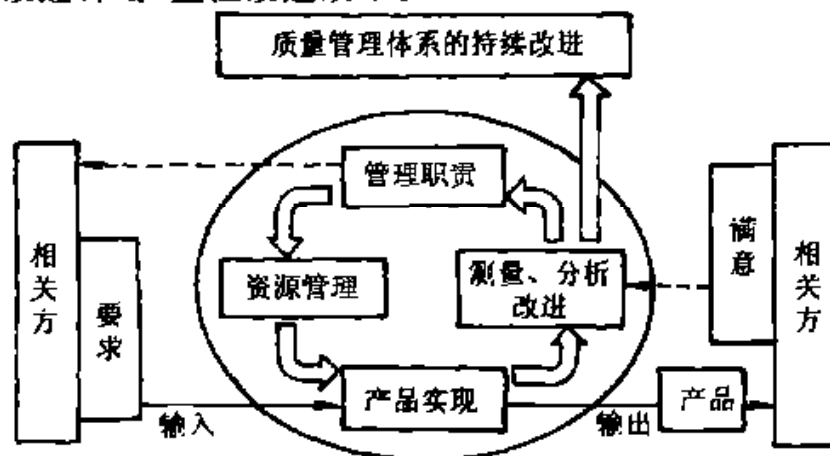 质量管理体系的持续改进
管理职责
相关方
要求
资源管理
测量、分析
改进
满意
相关方
产品实现
产品
输入
输出